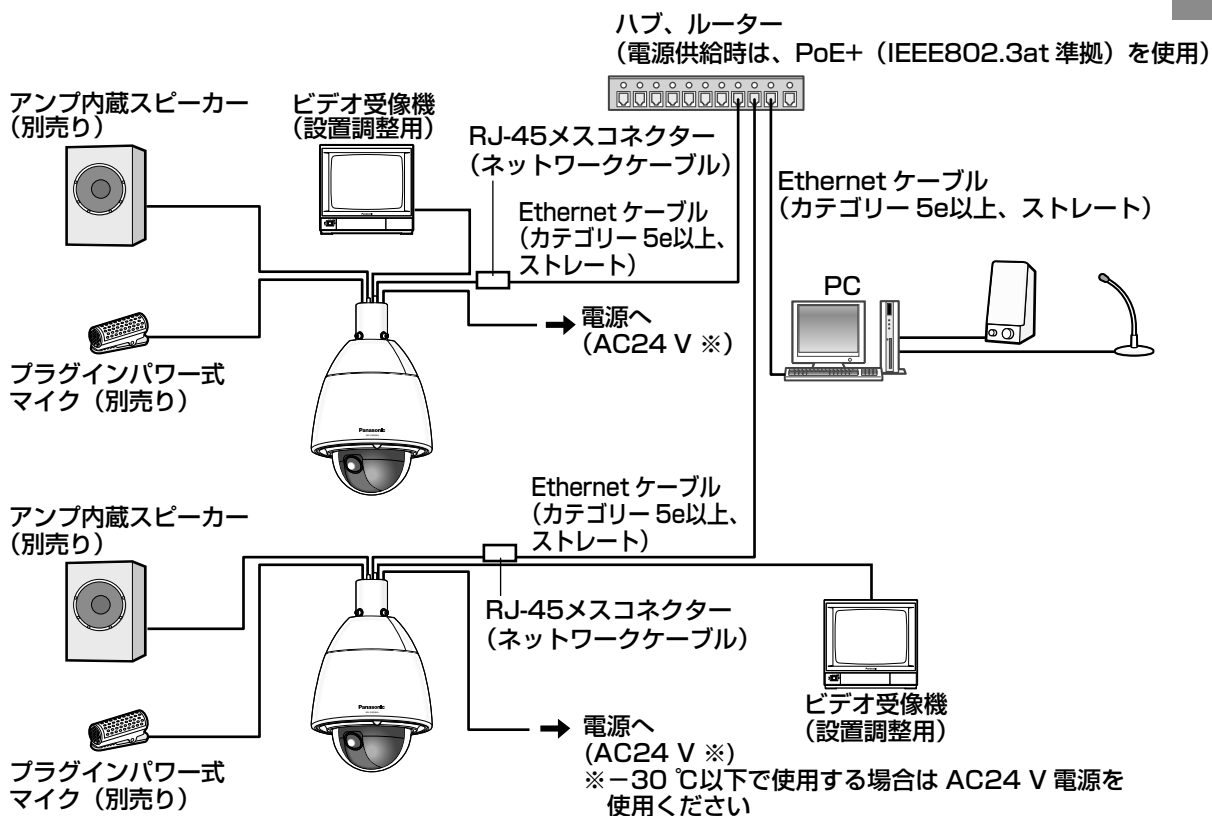 ハブ、ルーター
（電源供給時は、PoE+（IEEE802.3at 準拠）を使用）
アンプ内蔵スピーカー
（別売り）
ビデオ受像機
（設置調整用）
RJ-45メスコネクター
（ネットワークケーブル）
Ethernet ケーブル
（カテゴリー 5e以上、
ストレート）
Ethernet ケーブル
（カテゴリー 5e以上、ストレート）
PC
電源へ
（AC24 V ※）
プラグインパワー式
マイク（別売り）
Panasonic
Ethernet ケーブル
（カテゴリー 5e以上、
ストレート）
アンプ内蔵スピーカー
（別売り）
RJ-45メスコネクター
（ネットワークケーブル）
Panasonic
ビデオ受像機
（設置調整用）
電源へ
(AC24 V ※)
※－30 ℃以下で使用する場合は AC24 V 電源を
使用ください
プラグインパワー式
マイク（別売り）